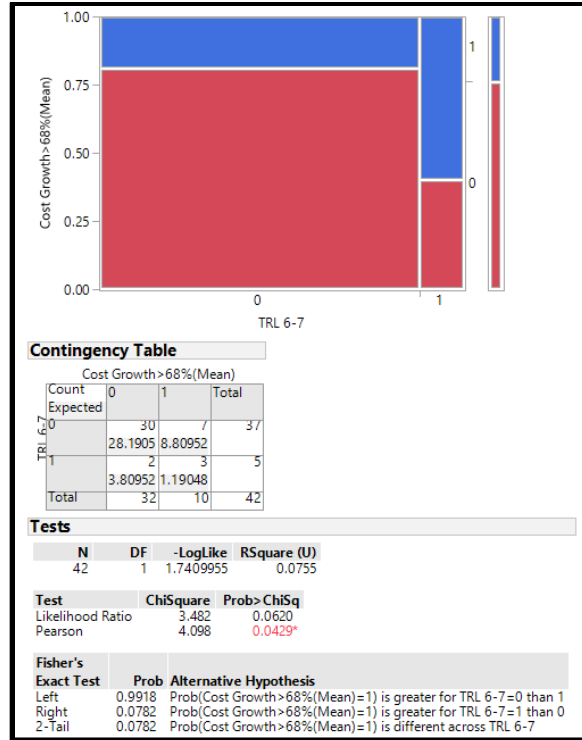 1.00
0.75
0.50
0.25
0.00
Cost Growth>68%(Mean)
1
0
0 1
TRL 6-7
Contingency Table
Cost Growth>68%(Mean)
Count 0 1 Total
Expected
TRL 6-7
0 30 7 37
28.1905 8.80952
1 2 3 5
3.80952 1.19048
Total 32 10 42
Tests
N DF -LogLike RSquare (U)
42 1 1.7409955 0.0755
Test ChiSquare Prob>ChiSq
Likelihood Ratio 3.482 0.0620
Pearson 4.098 0.0429*
Fisher's
Exact Test Prob Alternative Hypothesis
Left 0.9918 Prob(Cost Growth>68%(Mean)=1) is greater for TRL 6-7=0 than 1
Right 0.0782 Prob(Cost Growth>68%(Mean)=1) is greater for TRL 6-7=1 than 0
2-Tail 0.0782 Prob(Cost Growth>68%(Mean)=1) is different across TRL 6-7